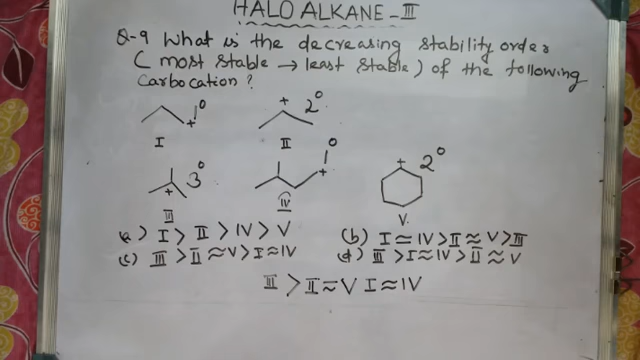 HALO ALKANE - III
Q-9 What is the decreasing stability order
( most stable → least stable ) of the following
carbocation ?
+ 1° + 2° + 1°
I II
+ 3° + 2°
III IV V.
(a) I > II > IV > V (b) I ≃ IV > II ≈ V > III
(c) III > II ≈ V > I ≈ IV (d) III > I ≈ IV > II ≈ V
III > II ≈ V I ≈ IV